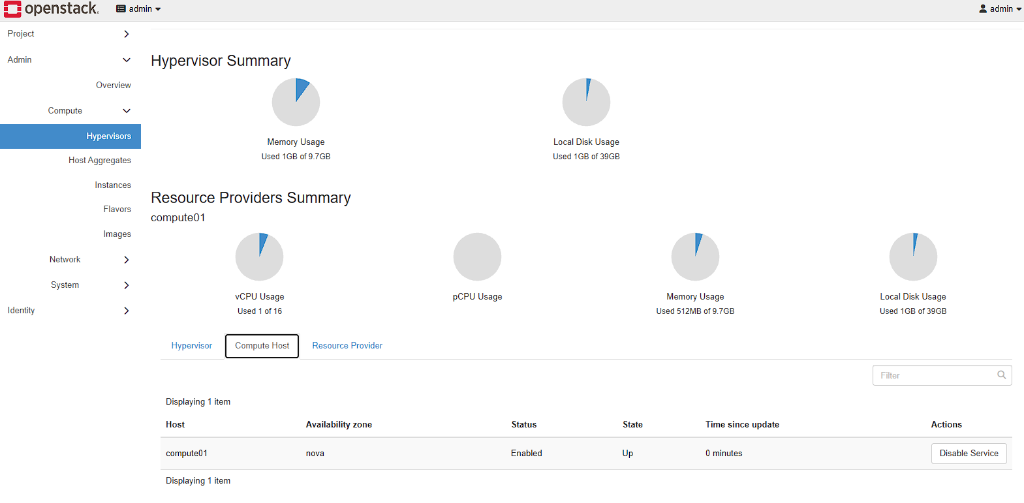 openstack. admin admin
Project
Admin
Overview
Compute
Hypervisors
Host Aggregates
Instances
Flavors
Images
Network
System
Identity
Hypervisor Summary
Memory Usage
Used 1GB of 9.7GB
Local Disk Usage
Used 1GB of 39GB
Resource Providers Summary
compute01
vCPU Usage
Used 1 of 16
pCPU Usage
Memory Usage
Used 512MB of 9.7GB
Local Disk Usage
Used 1GB of 39GB
Hypervisor Compute Host Resource Provider
Filter
Displaying 1 item
Host Availability zone Status State Time since update Actions
compute01 nova Enabled Up 0 minutes Disable Service
Displaying 1 item